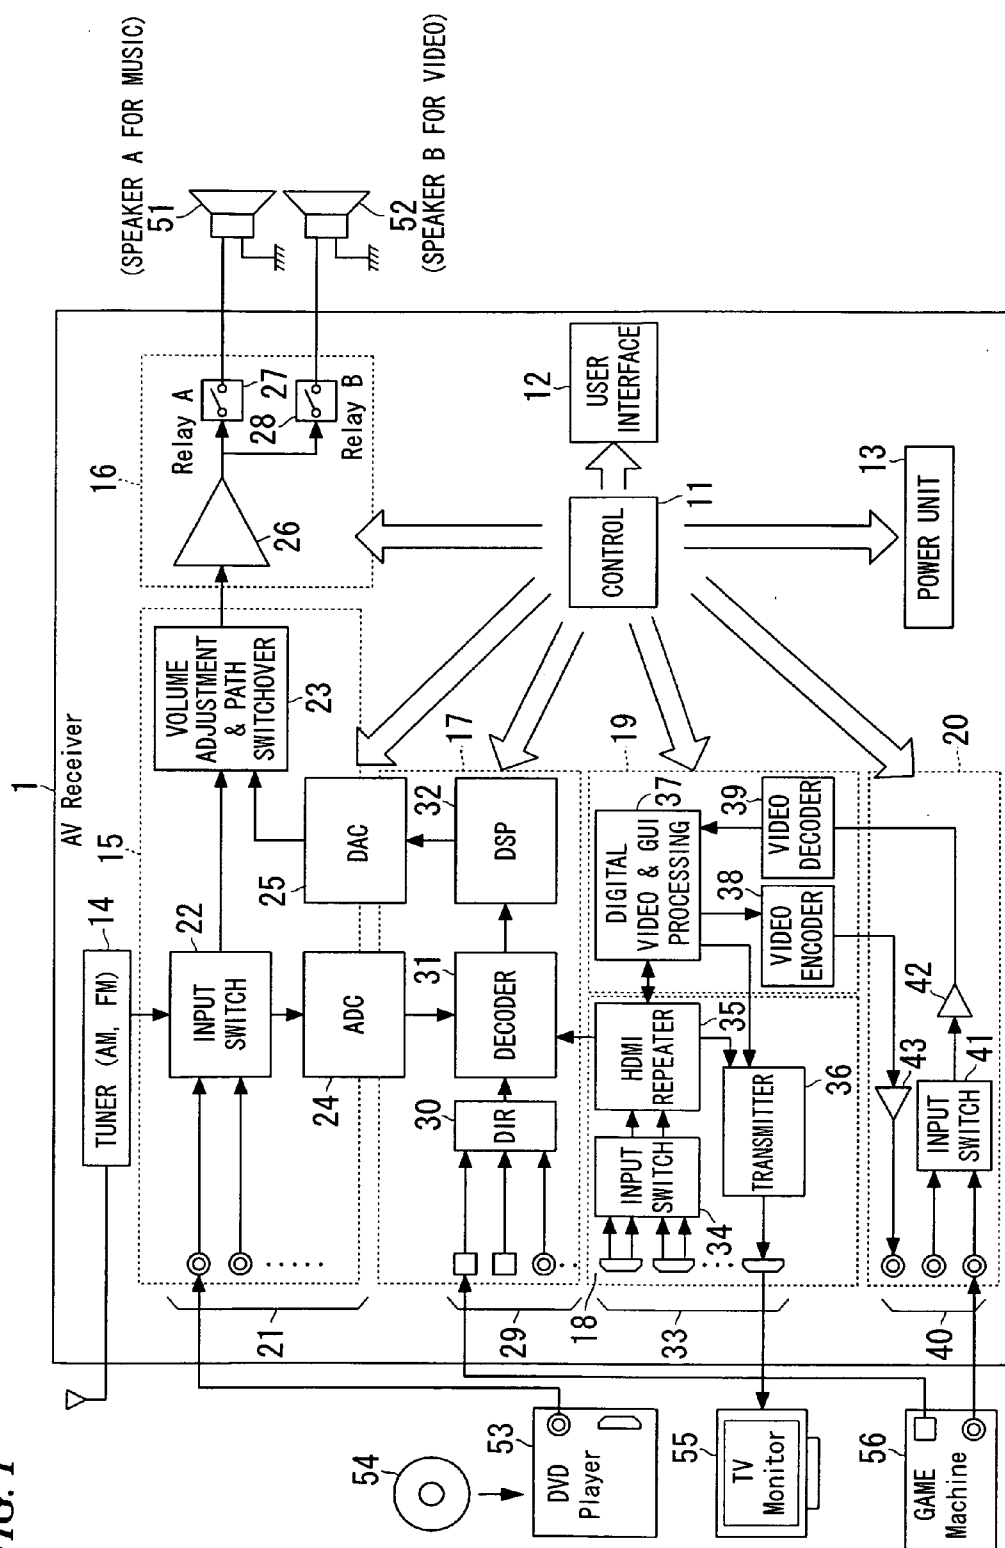 FIG. 1
1
AV Receiver
14
TUNER (AM, FM)
15
22
INPUT
SWITCH
VOLUME
ADJUSTMENT
& PATH
SWITCHOVER
23
16
26
Relay A
27
28
Relay B
(SPEAKER A FOR MUSIC)
51
52
(SPEAKER B FOR VIDEO)
21
24
ADC
25
DAC
17
29
30
DIR
31
DECODER
32
DSP
12
USER
INTERFACE
CONTROL
11
13
POWER UNIT
18
33
34
INPUT
SWITCH
HDMI
REPEATER
35
TRANSMITTER
36
19
DIGITAL
VIDEO & GUI
PROCESSING
37
VIDEO
ENCODER
38
VIDEO
DECODER
39
20
40
43
42
INPUT
SWITCH
41
54
53
DVD
Player
55
TV
Monitor
56
GAME
Machine